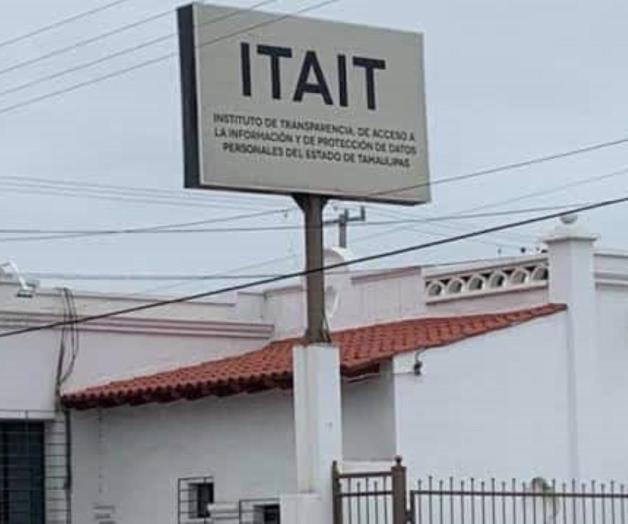 ITAIT
INSTITUTO DE TRANSPARENCIA, DE ACCESO A
LA INFORMACIÓN Y DE PROTECCIÓN DE DATOS
PERSONALES DEL ESTADO DE TAMAULIPAS